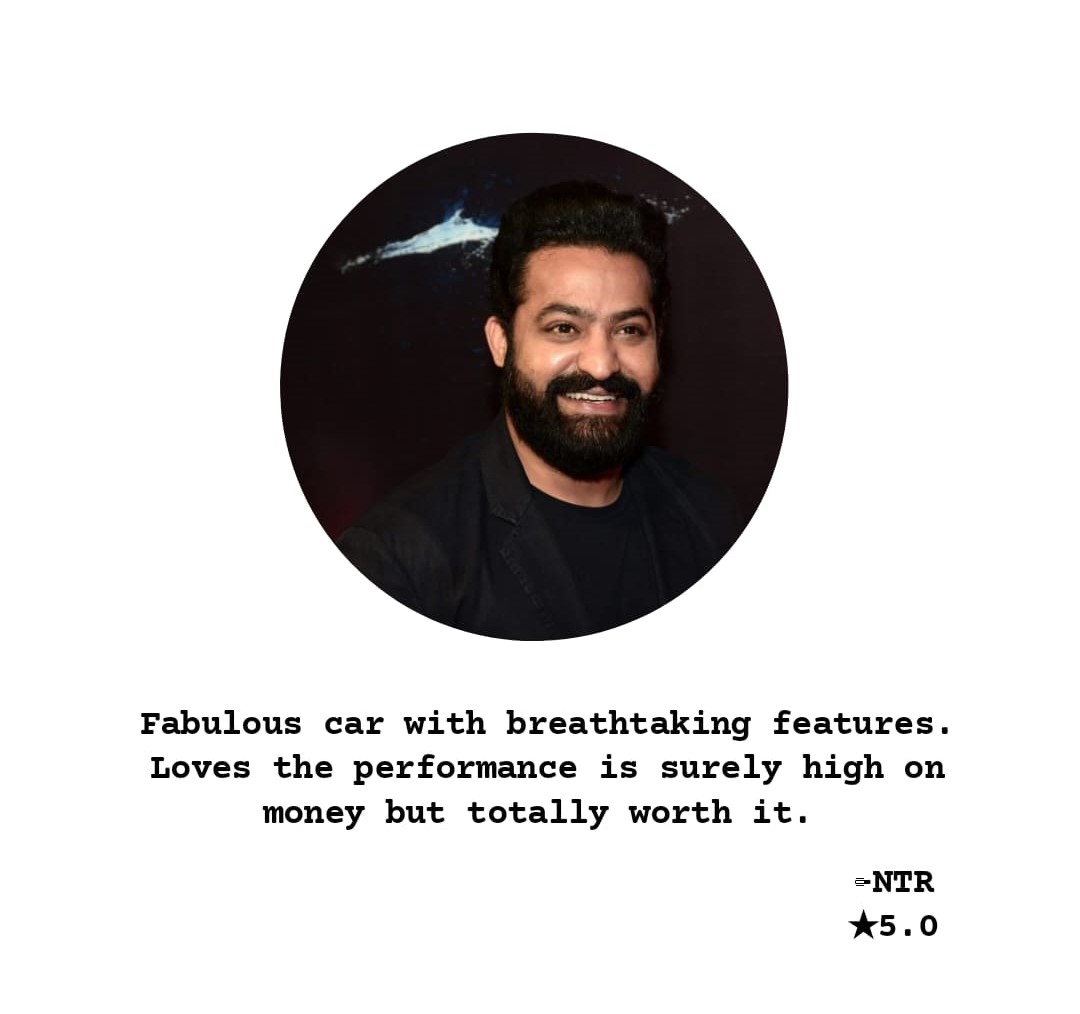 Fabulous car with breathtaking features.
Loves the performance is surely high on
money but totally worth it.
-NTR
★5.0